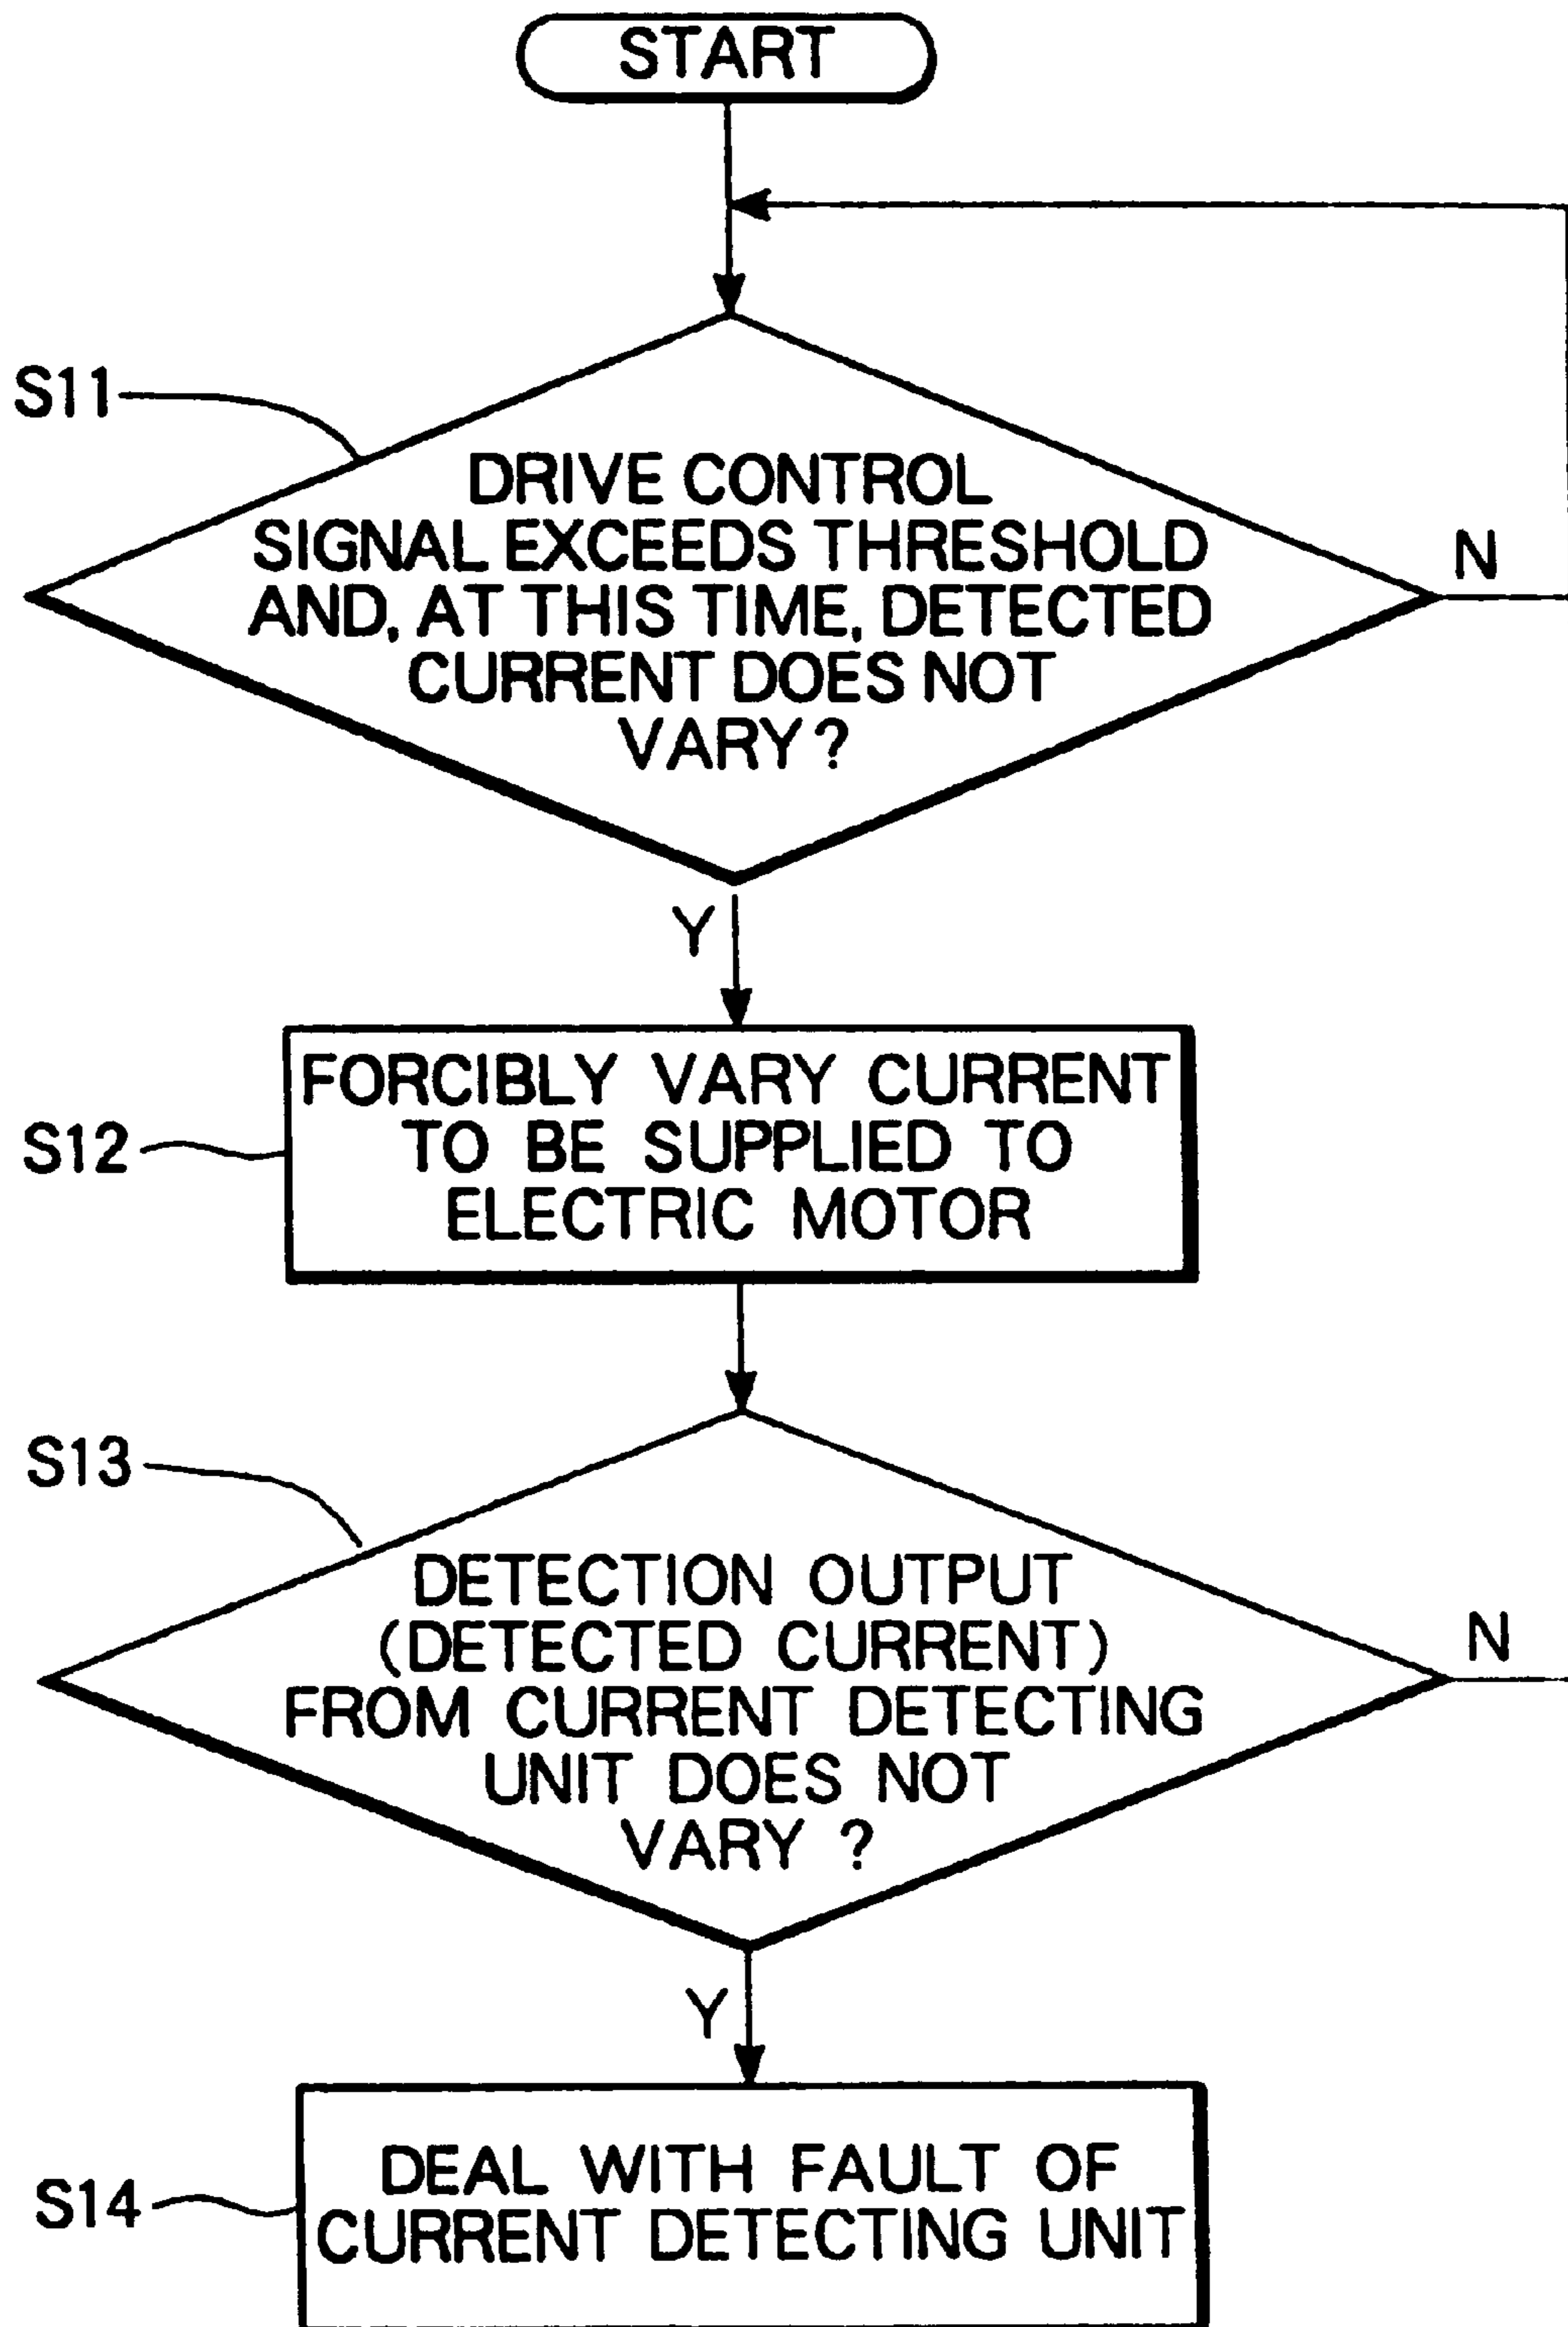 START
S11
DRIVE CONTROL
SIGNAL EXCEEDS THRESHOLD
AND, AT THIS TIME, DETECTED
CURRENT DOES NOT
VARY?
N
Y
S12
FORCIBLY VARY CURRENT
TO BE SUPPLIED TO
ELECTRIC MOTOR
S13
DETECTION OUTPUT
(DETECTED CURRENT)
FROM CURRENT DETECTING
UNIT DOES NOT
VARY ?
N
Y
S14
DEAL WITH FAULT OF
CURRENT DETECTING UNIT